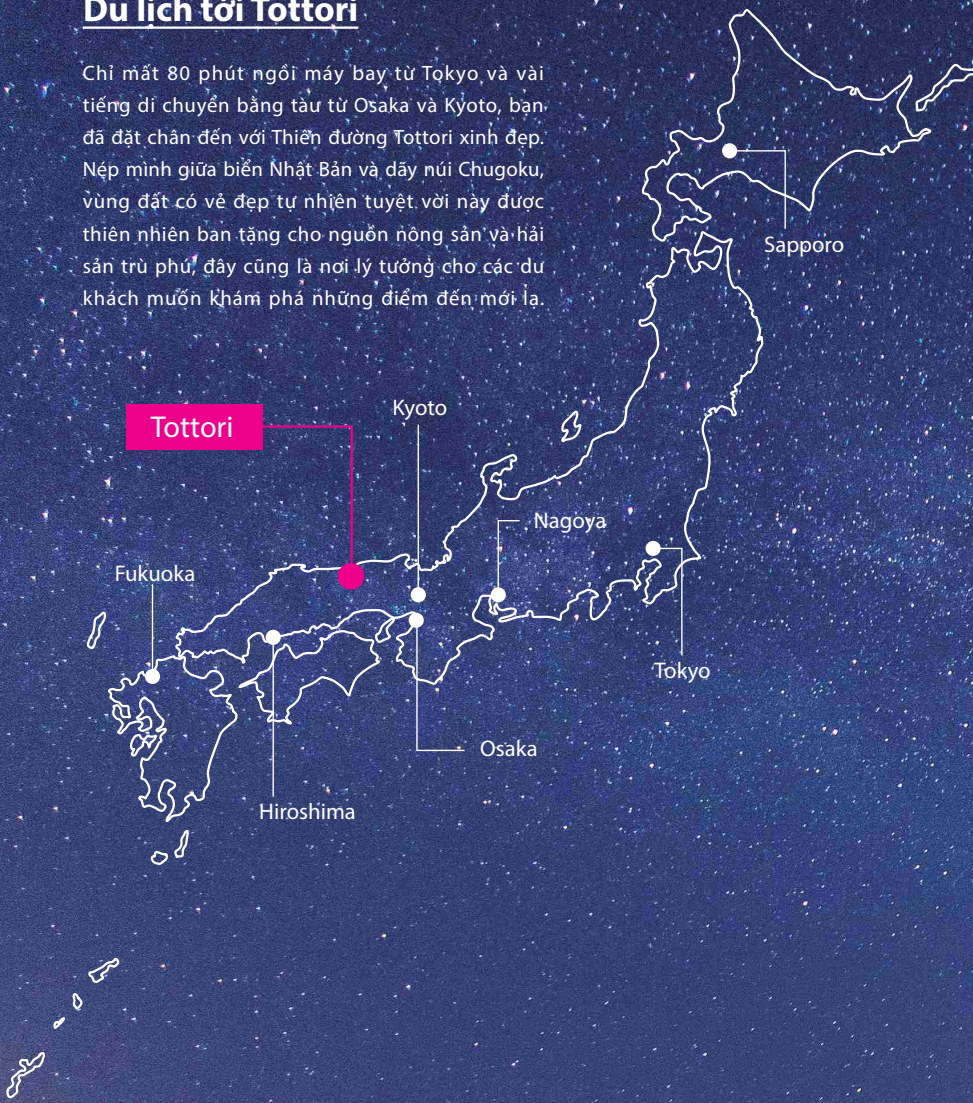 Du lịch tới Tottori
Chỉ mất 80 phút ngồi máy bay từ Tokyo và vài
tiếng di chuyển bằng tàu từ Osaka và Kyoto, bạn
đã đặt chân đến với Thiên đường Tottori xinh đẹp.
Nép mình giữa biển Nhật Bản và dãy núi Chugoku,
vùng đất có vẻ đẹp tự nhiên tuyệt vời này được
thiên nhiên ban tặng cho nguồn nông sản và hải
sản trù phú, đây cũng là nơi lý tưởng cho các du
khách muốn khám phá những điểm đến mới lạ.
Sapporo
Kyoto
Tottori
Nagoya
Fukuoka
Tokyo
Osaka
Hiroshima